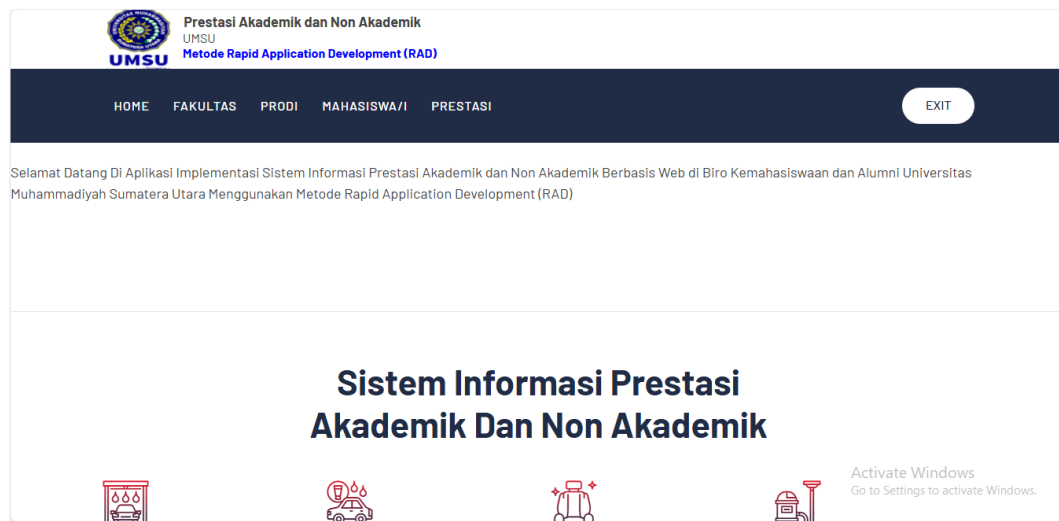 Prestasi Akademik dan Non Akademik
UMSU
Metode Rapid Application Development (RAD)
UMSU
HOME FAKULTAS PRODI MAHASISWA/I PRESTASI EXIT
Selamat Datang Di Aplikasi Implementasi Sistem Informasi Prestasi Akademik dan Non Akademik Berbasis Web di Biro Kemahasiswaan dan Alumni Universitas
Muhammadiyah Sumatera Utara Menggunakan Metode Rapid Application Development (RAD)
Sistem Informasi Prestasi
Akademik Dan Non Akademik
Activate Windows
Go to Settings to activate Windows.